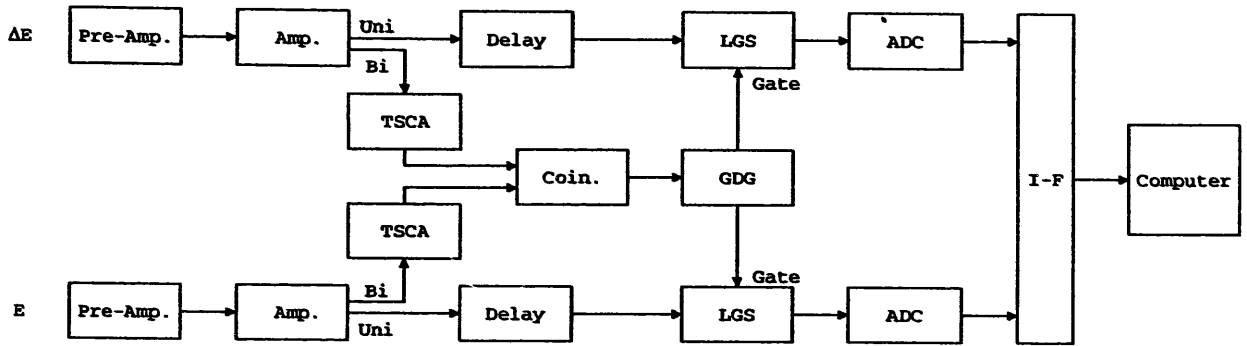 ΔE Pre-Amp. Amp. Uni Delay LGS ADC
Bi Gate
TSCA
Coin. GDG I-F Computer
TSCA
Gate
E Pre-Amp. Amp. Bi Delay LGS ADC
Uni